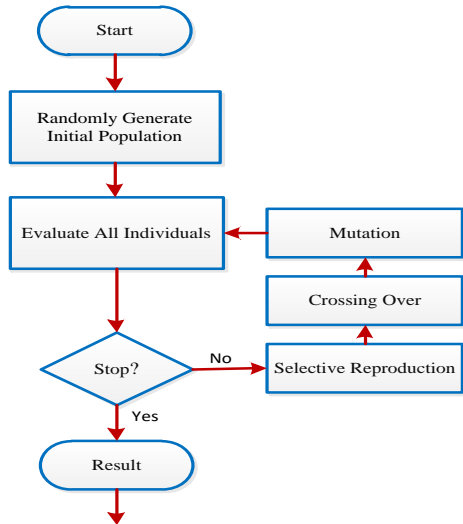 Start
Randomly Generate
Initial Population
Evaluate All Individuals
Mutation
Crossing Over
Stop?
No
Selective Reproduction
Yes
Result